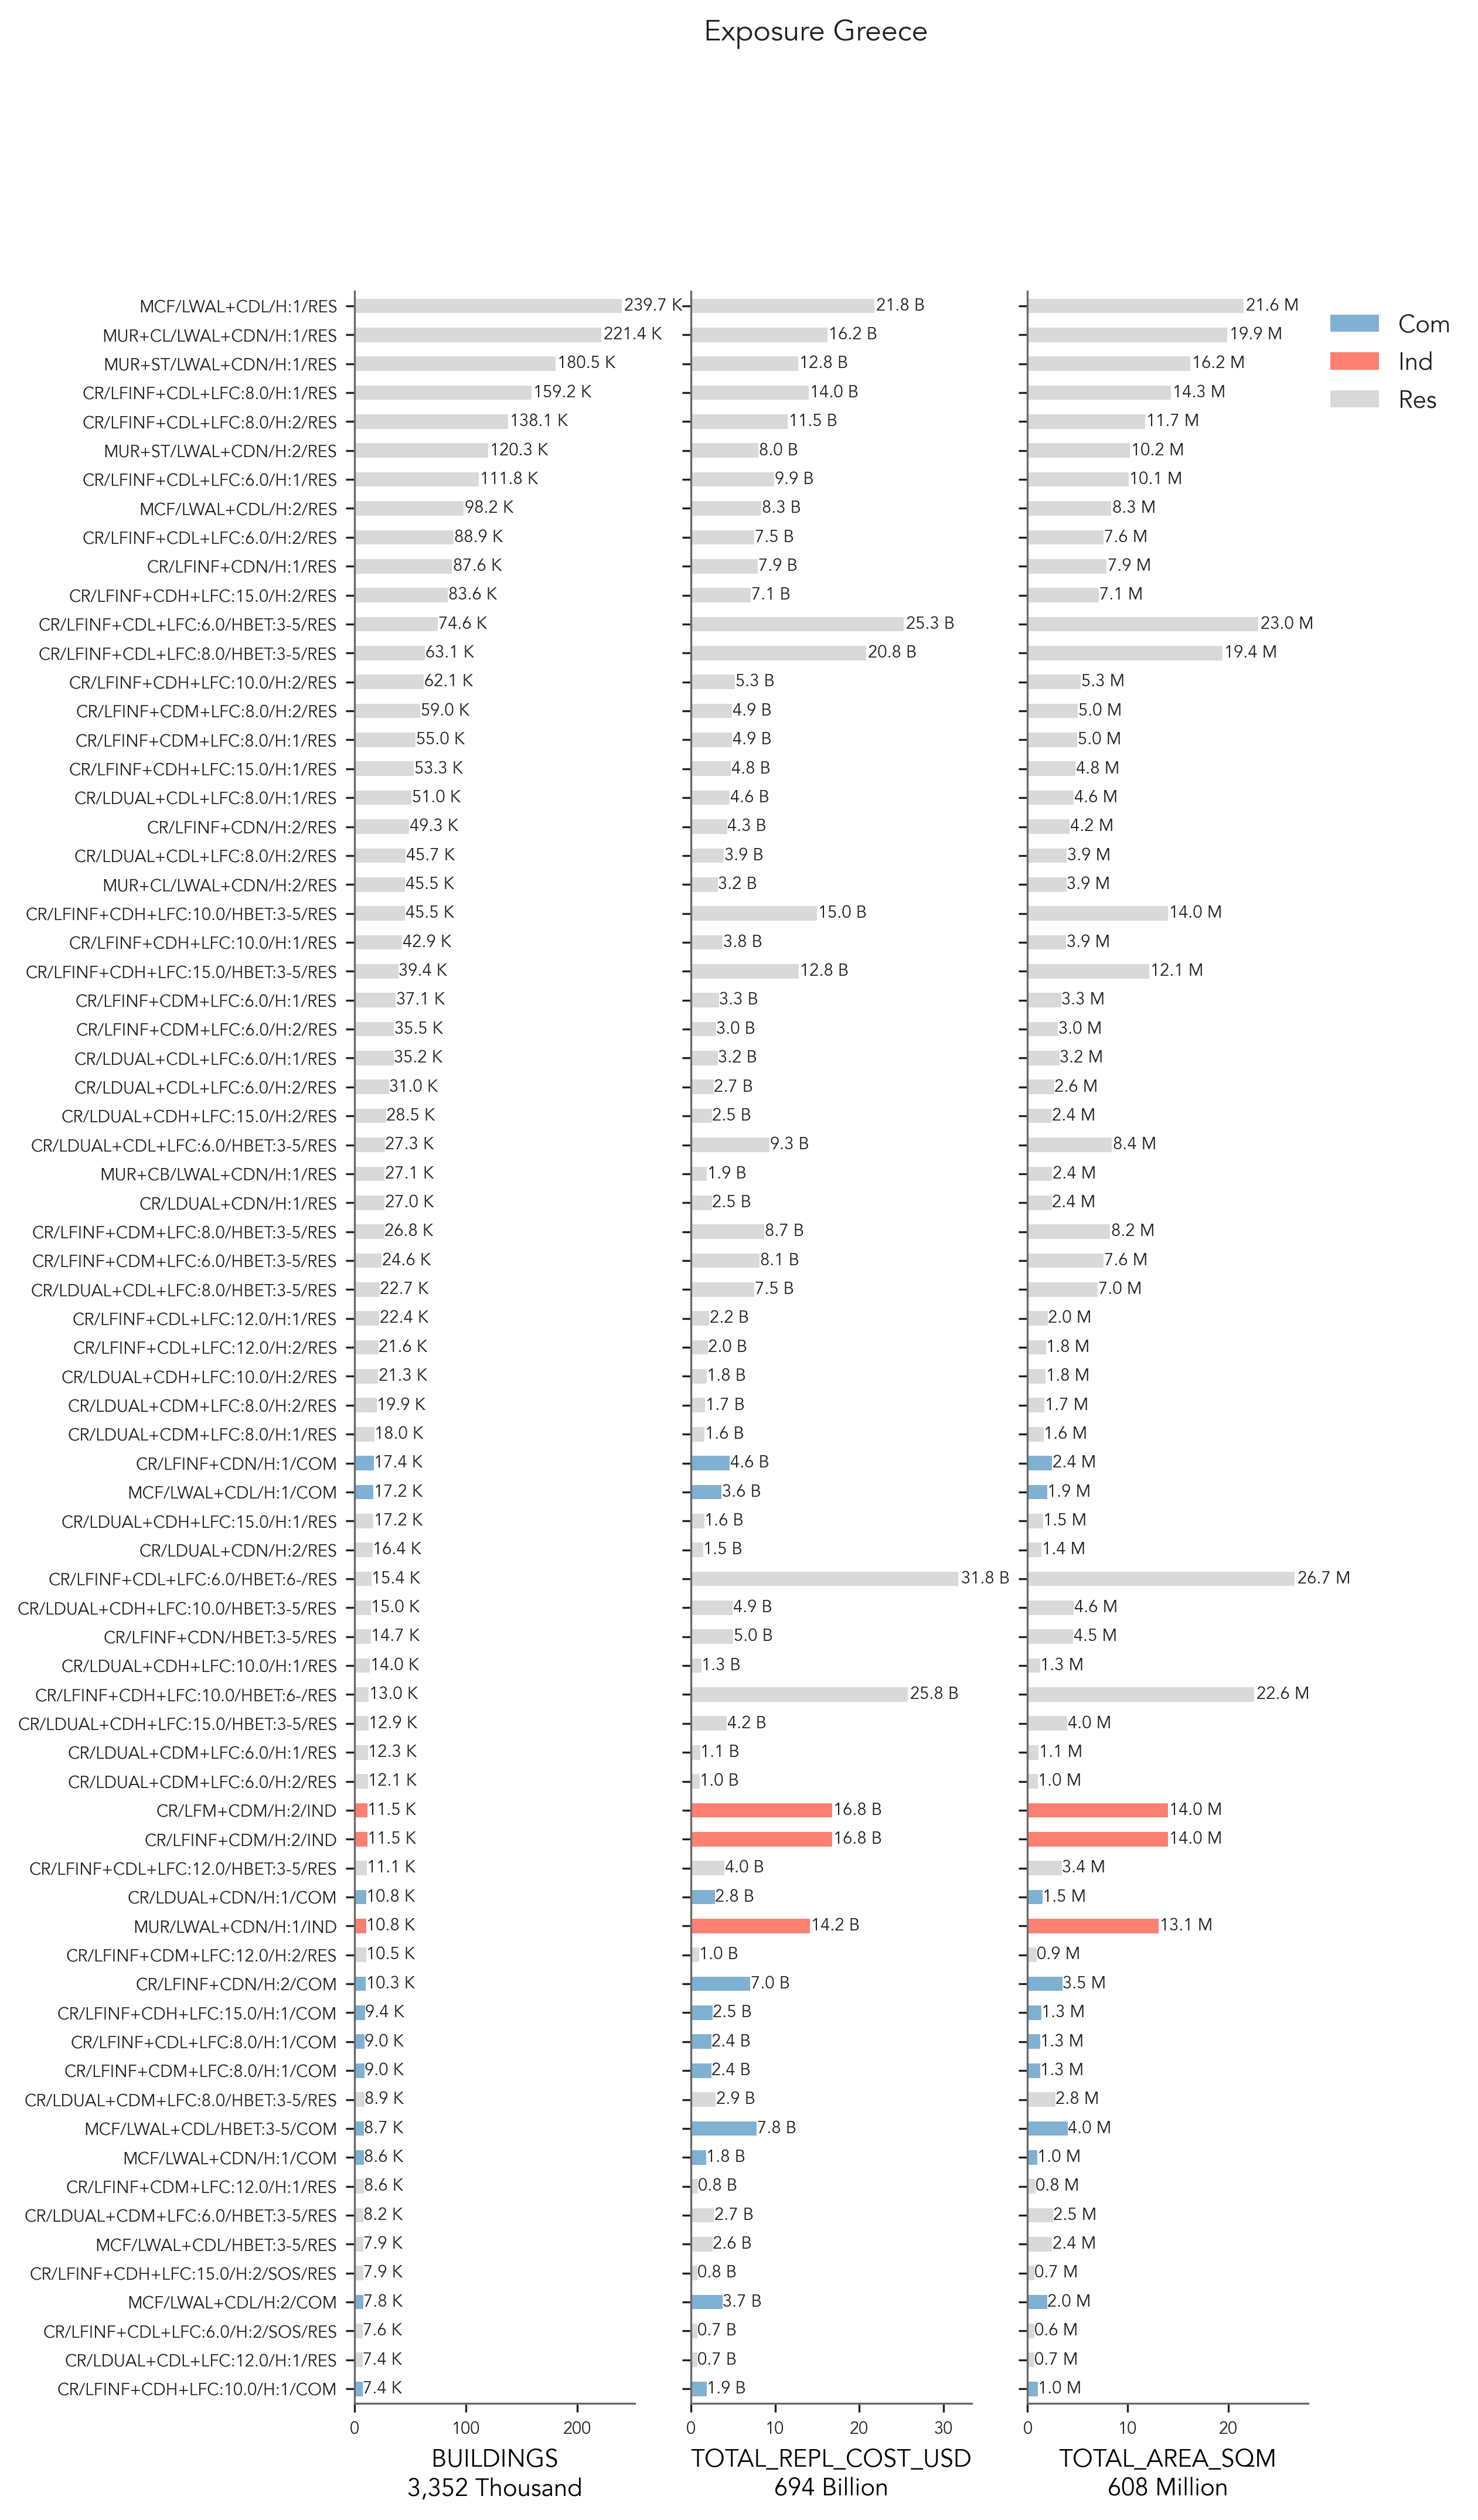 Exposure Greece
MCF/LWAL+CDL/H:1/RES 239.7 K 21.8 B 21.6 M
MUR+CL/LWAL+CDN/H:1/RES 221.4 K 16.2 B 19.9 M
MUR+ST/LWAL+CDN/H:1/RES 180.5 K 12.8 B 16.2 M
CR/LFINF+CDL+LFC:8.0/H:1/RES 159.2 K 14.0 B 14.3 M
CR/LFINF+CDL+LFC:8.0/H:2/RES 138.1 K 11.5 B 11.7 M
MUR+ST/LWAL+CDN/H:2/RES 120.3 K 8.0 B 10.2 M
CR/LFINF+CDL+LFC:6.0/H:1/RES 111.8 K 9.9 B 10.1 M
MCF/LWAL+CDL/H:2/RES 98.2 K 8.3 B 8.3 M
CR/LFINF+CDL+LFC:6.0/H:2/RES 88.9 K 7.5 B 7.6 M
CR/LFINF+CDN/H:1/RES 87.6 K 7.9 B 7.9 M
CR/LFINF+CDH+LFC:15.0/H:2/RES 83.6 K 7.1 B 7.1 M
CR/LFINF+CDL+LFC:6.0/HBET:3-5/RES 74.6 K 25.3 B 23.0 M
CR/LFINF+CDL+LFC:8.0/HBET:3-5/RES 63.1 K 20.8 B 19.4 M
CR/LFINF+CDH+LFC:10.0/H:2/RES 62.1 K 5.3 B 5.3 M
CR/LFINF+CDM+LFC:8.0/H:2/RES 59.0 K 4.9 B 5.0 M
CR/LFINF+CDM+LFC:8.0/H:1/RES 55.0 K 4.9 B 5.0 M
CR/LFINF+CDH+LFC:15.0/H:1/RES 53.3 K 4.8 B 4.8 M
CR/LDUAL+CDL+LFC:8.0/H:1/RES 51.0 K 4.6 B 4.6 M
CR/LFINF+CDN/H:2/RES 49.3 K 4.3 B 4.2 M
CR/LDUAL+CDL+LFC:8.0/H:2/RES 45.7 K 3.9 B 3.9 M
MUR+CL/LWAL+CDN/H:2/RES 45.5 K 3.2 B 3.9 M
CR/LFINF+CDH+LFC:10.0/HBET:3-5/RES 45.5 K 15.0 B 14.0 M
CR/LFINF+CDH+LFC:10.0/H:1/RES 42.9 K 3.8 B 3.9 M
CR/LFINF+CDH+LFC:15.0/HBET:3-5/RES 39.4 K 12.8 B 12.1 M
CR/LFINF+CDM+LFC:6.0/H:1/RES 37.1 K 3.3 B 3.3 M
CR/LFINF+CDM+LFC:6.0/H:2/RES 35.5 K 3.0 B 3.0 M
CR/LDUAL+CDL+LFC:6.0/H:1/RES 35.2 K 3.2 B 3.2 M
CR/LDUAL+CDL+LFC:6.0/H:2/RES 31.0 K 2.7 B 2.6 M
CR/LDUAL+CDH+LFC:15.0/H:2/RES 28.5 K 2.5 B 2.4 M
CR/LDUAL+CDL+LFC:6.0/HBET:3-5/RES 27.3 K 9.3 B 8.4 M
MUR+CB/LWAL+CDN/H:1/RES 27.1 K 1.9 B 2.4 M
CR/LDUAL+CDN/H:1/RES 27.0 K 2.5 B 2.4 M
CR/LFINF+CDM+LFC:8.0/HBET:3-5/RES 26.8 K 8.7 B 8.2 M
CR/LFINF+CDM+LFC:6.0/HBET:3-5/RES 24.6 K 8.1 B 7.6 M
CR/LDUAL+CDL+LFC:8.0/HBET:3-5/RES 22.7 K 7.5 B 7.0 M
CR/LFINF+CDL+LFC:12.0/H:1/RES 22.4 K 2.2 B 2.0 M
CR/LFINF+CDL+LFC:12.0/H:2/RES 21.6 K 2.0 B 1.8 M
CR/LDUAL+CDH+LFC:10.0/H:2/RES 21.3 K 1.8 B 1.8 M
CR/LDUAL+CDM+LFC:8.0/H:2/RES 19.9 K 1.7 B 1.7 M
CR/LDUAL+CDM+LFC:8.0/H:1/RES 18.0 K 1.6 B 1.6 M
CR/LFINF+CDN/H:1/COM 17.4 K 4.6 B 2.4 M
MCF/LWAL+CDL/H:1/COM 17.2 K 3.6 B 1.9 M
CR/LDUAL+CDH+LFC:15.0/H:1/RES 17.2 K 1.6 B 1.5 M
CR/LDUAL+CDN/H:2/RES 16.4 K 1.5 B 1.4 M
CR/LFINF+CDL+LFC:6.0/HBET:6-/RES 15.4 K 31.8 B 26.7 M
CR/LDUAL+CDH+LFC:10.0/HBET:3-5/RES 15.0 K 4.9 B 4.6 M
CR/LFINF+CDN/HBET:3-5/RES 14.7 K 5.0 B 4.5 M
CR/LDUAL+CDH+LFC:10.0/H:1/RES 14.0 K 1.3 B 1.3 M
CR/LFINF+CDH+LFC:10.0/HBET:6-/RES 13.0 K 25.8 B 22.6 M
CR/LDUAL+CDH+LFC:15.0/HBET:3-5/RES 12.9 K 4.2 B 4.0 M
CR/LDUAL+CDM+LFC:6.0/H:1/RES 12.3 K 1.1 B 1.1 M
CR/LDUAL+CDM+LFC:6.0/H:2/RES 12.1 K 1.0 B 1.0 M
CR/LFM+CDM/H:2/IND 11.5 K 16.8 B 14.0 M
CR/LFINF+CDM/H:2/IND 11.5 K 16.8 B 14.0 M
CR/LFINF+CDL+LFC:12.0/HBET:3-5/RES 11.1 K 4.0 B 3.4 M
CR/LDUAL+CDN/H:1/COM 10.8 K 2.8 B 1.5 M
MUR/LWAL+CDN/H:1/IND 10.8 K 14.2 B 13.1 M
CR/LFINF+CDM+LFC:12.0/H:2/RES 10.5 K 1.0 B 0.9 M
CR/LFINF+CDN/H:2/COM 10.3 K 7.0 B 3.5 M
CR/LFINF+CDH+LFC:15.0/H:1/COM 9.4 K 2.5 B 1.3 M
CR/LFINF+CDL+LFC:8.0/H:1/COM 9.0 K 2.4 B 1.3 M
CR/LFINF+CDM+LFC:8.0/H:1/COM 9.0 K 2.4 B 1.3 M
CR/LDUAL+CDM+LFC:8.0/HBET:3-5/RES 8.9 K 2.9 B 2.8 M
MCF/LWAL+CDL/HBET:3-5/COM 8.7 K 7.8 B 4.0 M
MCF/LWAL+CDN/H:1/COM 8.6 K 1.8 B 1.0 M
CR/LFINF+CDM+LFC:12.0/H:1/RES 8.6 K 0.8 B 0.8 M
CR/LDUAL+CDM+LFC:6.0/HBET:3-5/RES 8.2 K 2.7 B 2.5 M
MCF/LWAL+CDL/HBET:3-5/RES 7.9 K 2.6 B 2.4 M
CR/LFINF+CDH+LFC:15.0/H:2/SOS/RES 7.9 K 0.8 B 0.7 M
MCF/LWAL+CDL/H:2/COM 7.8 K 3.7 B 2.0 M
CR/LFINF+CDL+LFC:6.0/H:2/SOS/RES 7.6 K 0.7 B 0.6 M
CR/LDUAL+CDL+LFC:12.0/H:1/RES 7.4 K 0.7 B 0.7 M
CR/LFINF+CDH+LFC:10.0/H:1/COM 7.4 K 1.9 B 1.0 M
0 100 200 0 10 20 30 0 10 20
BUILDINGS TOTAL_REPL_COST_USD TOTAL_AREA_SQM
3,352 Thousand 694 Billion 608 Million
Com
Ind
Res